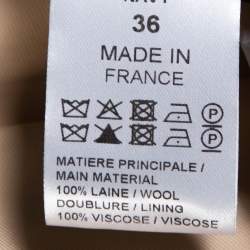 36
MADE IN
FRANCE
P
P
MATIERE PRINCIPALE /
MAIN MATERIAL
100% LAINE / WOOL
DOUBLURE / LINING
100% VISCOSE / VISCOSE